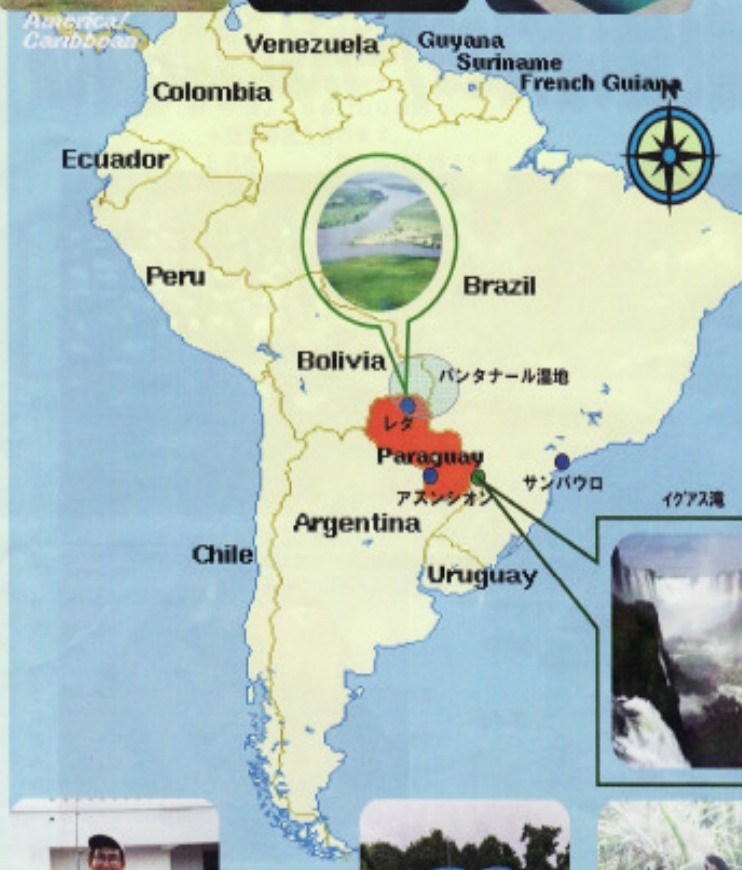 America/
Caribbean
Venezuela
Guyana
Suriname
French Guiana
N
Colombia
Ecuador
Peru
Brazil
Bolivia
パンタナール湿地
レダ
Paraguay
アスンシオン
サンパウロ
イグアス滝
Argentina
Chile
Uruguay